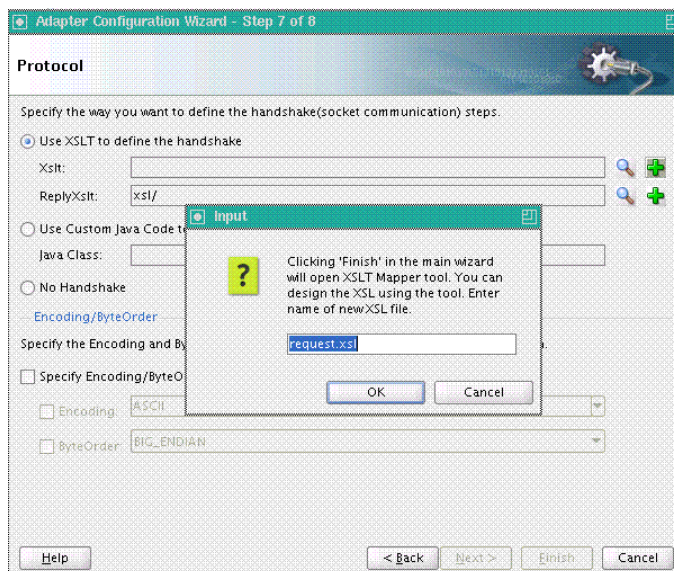 Adapter Configuration Wizard - Step 7 of 8
Protocol
Specify the way you want to define the handshake(socket communication) steps.
Use XSLT to define the handshake
Xslt:
ReplyXslt: xsl/
Input
Use Custom Java Code t
Java Class:
Clicking 'Finish' in the main wizard
will open XSLT Mapper tool. You can
design the XSL using the tool. Enter
name of new XSL file.
No Handshake
Encoding/ByteOrder
Specify the Encoding and By
request.xsl
Specify Encoding/ByteO
OK Cancel
Encoding: ASCII
ByteOrder: BIG_ENDIAN
Help < Back Next > Finish Cancel